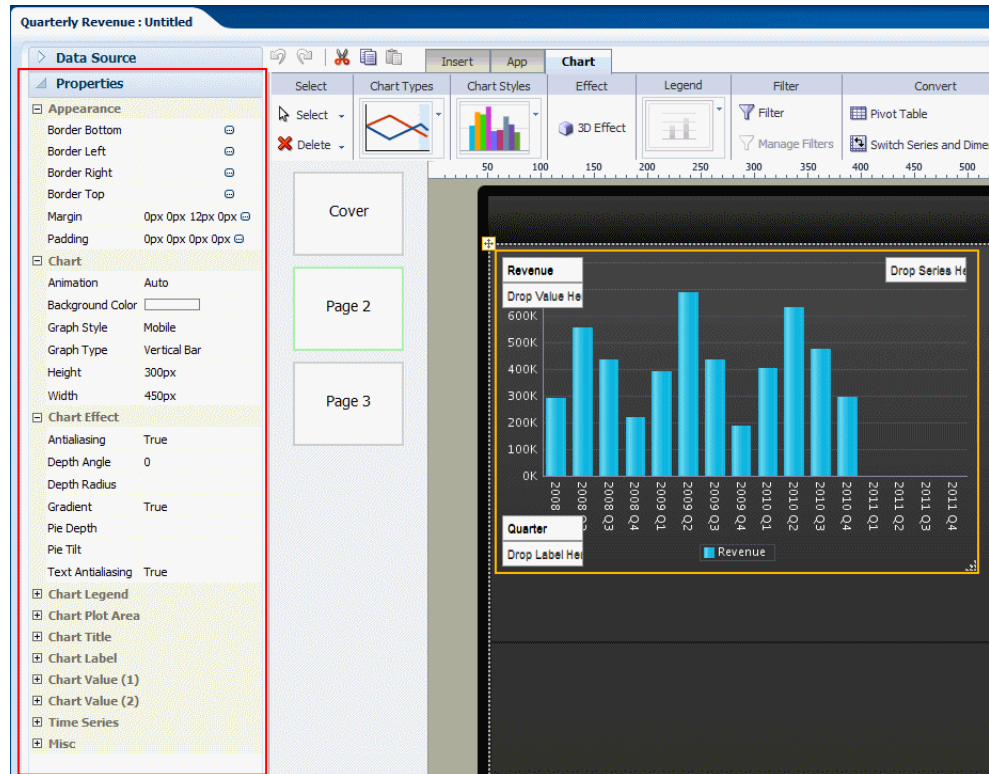 Quarterly Revenue : Untitled
Data Source
Properties
Appearance
Border Bottom
Border Left
Border Right
Border Top
Margin 0px 0px 12px 0px
Padding 0px 0px 0px 0px
Chart
Animation Auto
Background Color
Graph Style Mobile
Graph Type Vertical Bar
Height 300px
Width 450px
Chart Effect
Antialiasing True
Depth Angle 0
Depth Radius
Gradient True
Pie Depth
Pie Tilt
Text Antialiasing True
Chart Legend
Chart Plot Area
Chart Title
Chart Label
Chart Value (1)
Chart Value (2)
Time Series
Misc
Insert App Chart
Select Chart Types Chart Styles Effect Legend Filter Convert
Select
Delete
3D Effect
Filter
Manage Filters
Pivot Table
Switch Series and Dime
50 100 150 200 250 300 350 400 450 500
Cover
Page 2
Page 3
Revenue
Drop Value He
Drop Series He
600K
500K
400K
300K
200K
100K
0K
2008 2008 Q3 2008 Q4 2009 Q1 2009 Q2 2009 Q3 2009 Q4 2010 Q1 2010 Q2 2010 Q3 2010 Q4 2011 Q1 2011 Q2 2011 Q3 2011 Q4
Quarter
Drop Label He
Revenue